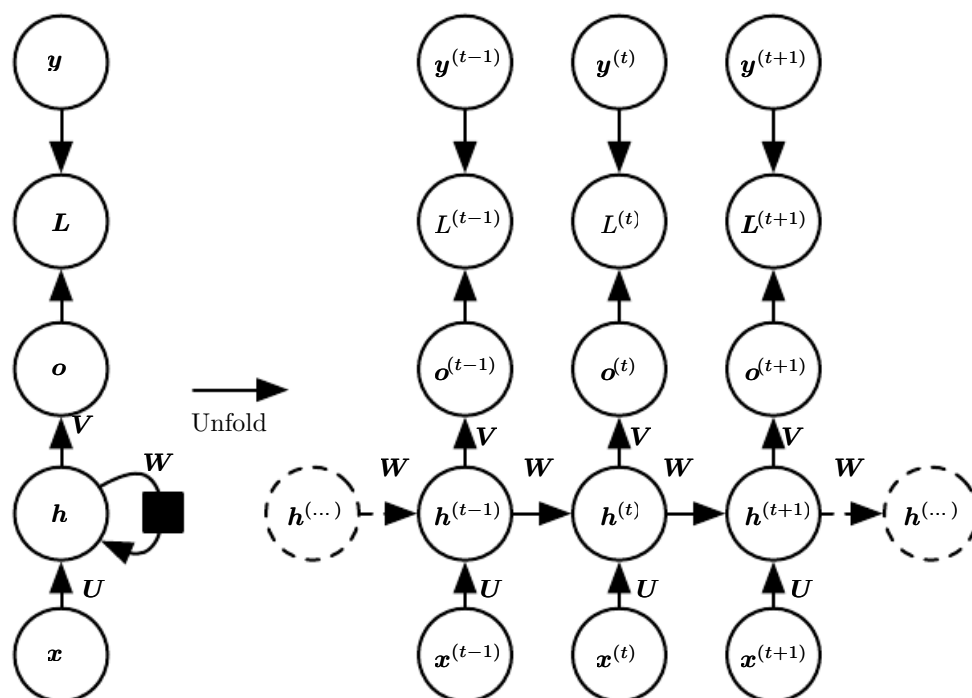 y y^(t−1) y^(t) y^(t+1)
L L^(t−1) L^(t) L^(t+1)
o o^(t−1) o^(t) o^(t+1)
Unfold
V V V V
W W W W W
h h^(...) h^(t−1) h^(t) h^(t+1) h^(...)
U U U U
x x^(t−1) x^(t) x^(t+1)